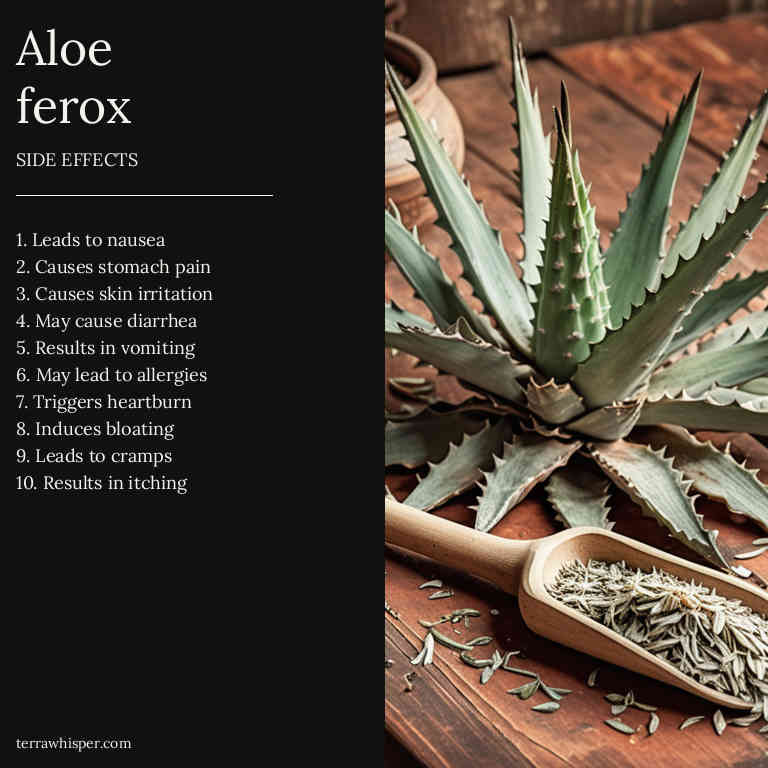 Aloe
ferox
SIDE EFFECTS
1. Leads to nausea
2. Causes stomach pain
3. Causes skin irritation
4. May cause diarrhea
5. Results in vomiting
6. May lead to allergies
7. Triggers heartburn
8. Induces bloating
9. Leads to cramps
10. Results in itching
terrawhisper.com